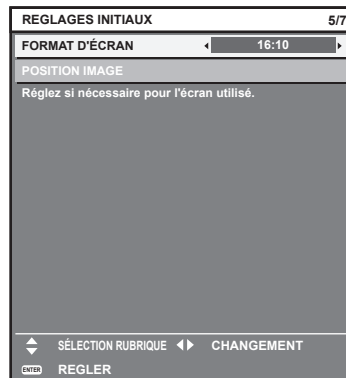 REGLAGES INITIAUX 5/7
FORMAT D'ÉCRAN 16:10
POSITION IMAGE
Réglez si nécessaire pour l'écran utilisé.
SÉLECTION RUBRIQUE CHANGEMENT
ENTER REGLER